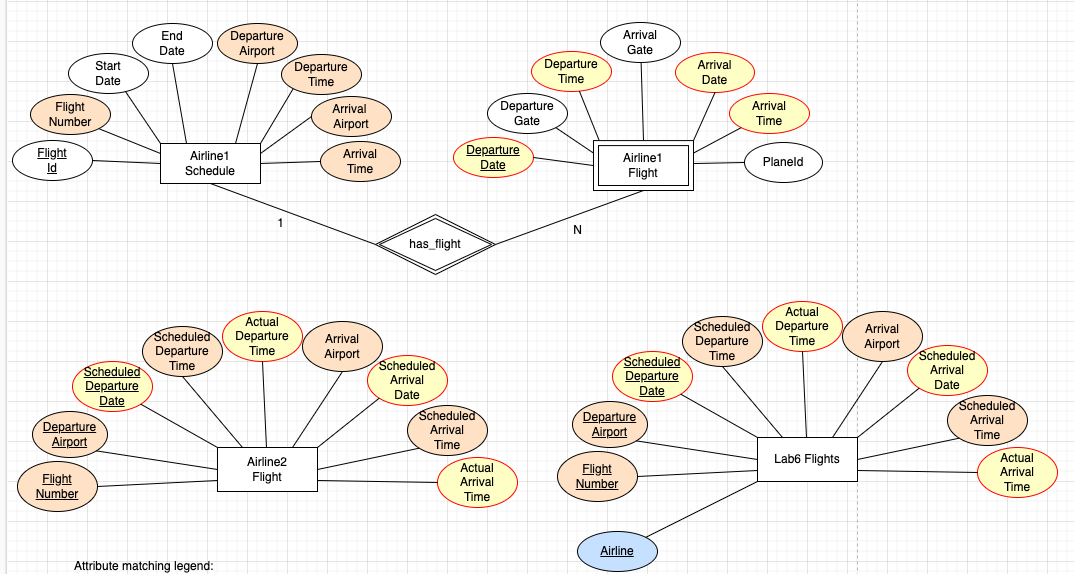 End
Date
Departure
Airport
Start
Date
Departure
Time
Flight
Number
Arrival
Airport
Flight
Id
Airline1
Schedule
Arrival
Time
Arrival
Gate
Departure
Time
Arrival
Date
Departure
Gate
Arrival
Time
Departure
Date
Airline1
Flight
PlaneId
1
has_flight
N
Actual
Departure
Time
Scheduled
Departure
Time
Arrival
Airport
Scheduled
Departure
Date
Scheduled
Arrival
Date
Departure
Airport
Scheduled
Arrival
Time
Flight
Number
Airline2
Flight
Actual
Arrival
Time
Actual
Departure
Time
Scheduled
Departure
Time
Arrival
Airport
Scheduled
Departure
Date
Scheduled
Arrival
Date
Departure
Airport
Scheduled
Arrival
Time
Flight
Number
Lab6 Flights
Actual
Arrival
Time
Airline
Attribute matching legend: